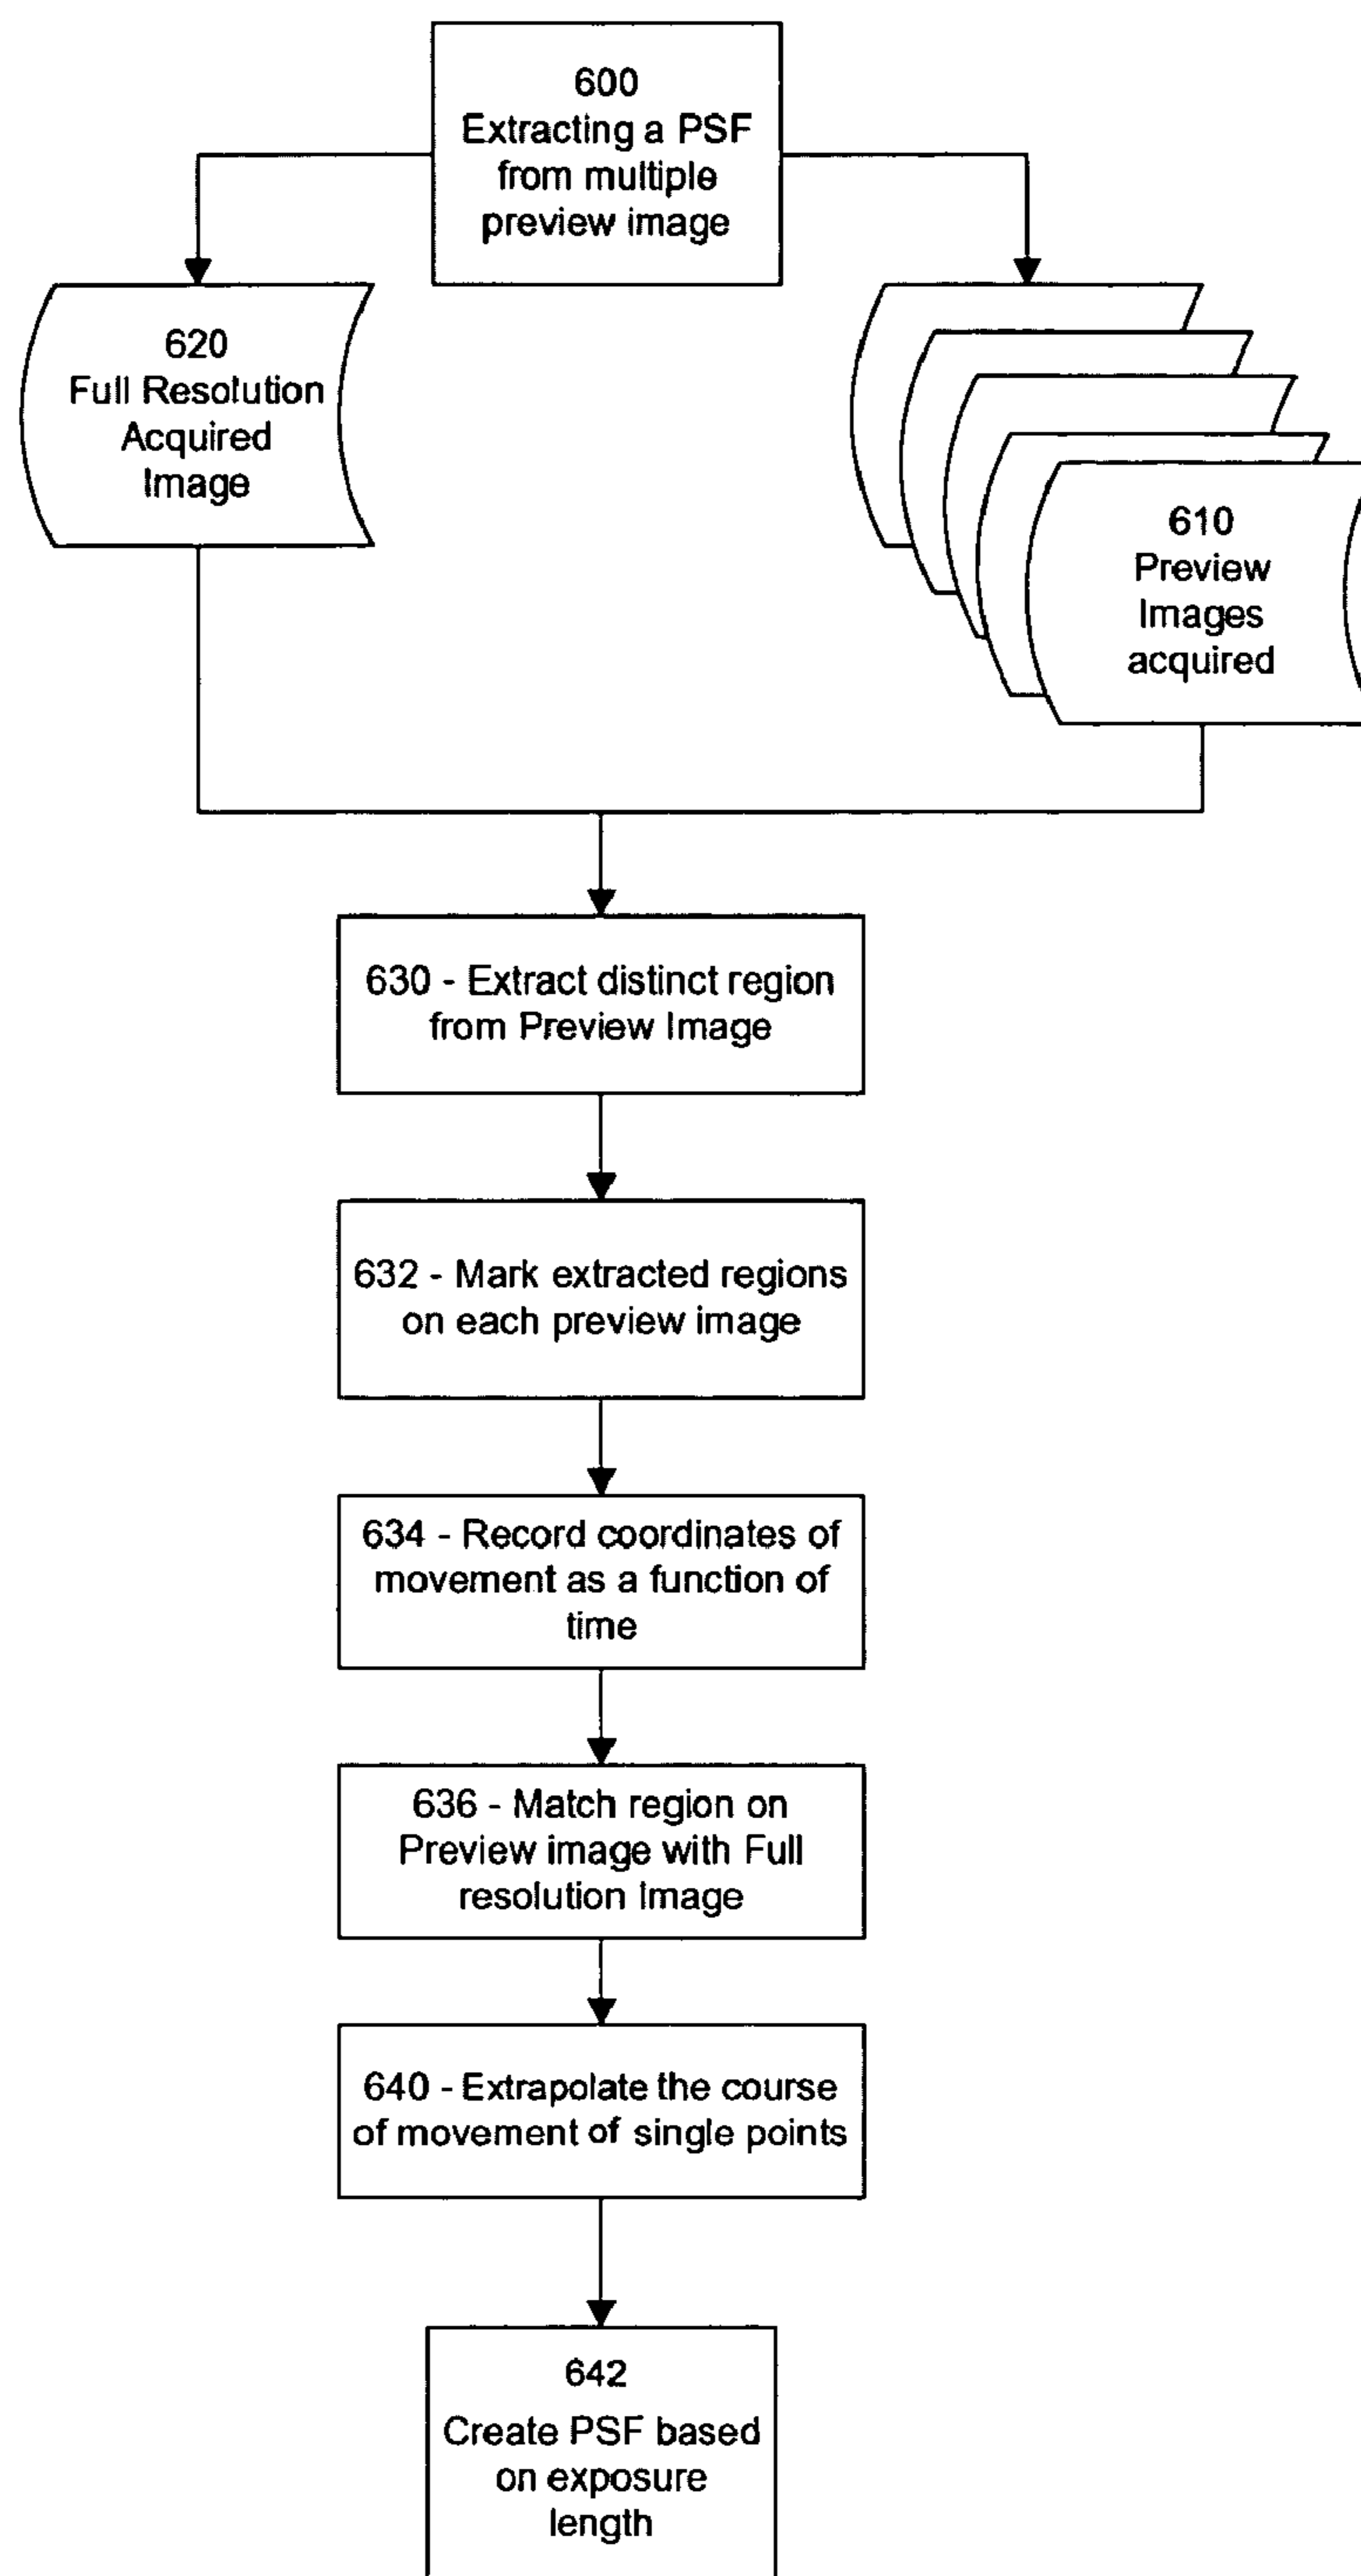 600
Extracting a PSF
from multiple
preview image
620
Full Resolution
Acquired
Image
610
Preview
Images
acquired
630 - Extract distinct region
from Preview Image
632 - Mark extracted regions
on each preview image
634 - Record coordinates of
movement as a function of
time
636 - Match region on
Preview image with Full
resolution Image
640 - Extrapolate the course
of movement of single points
642
Create PSF based
on exposure
length